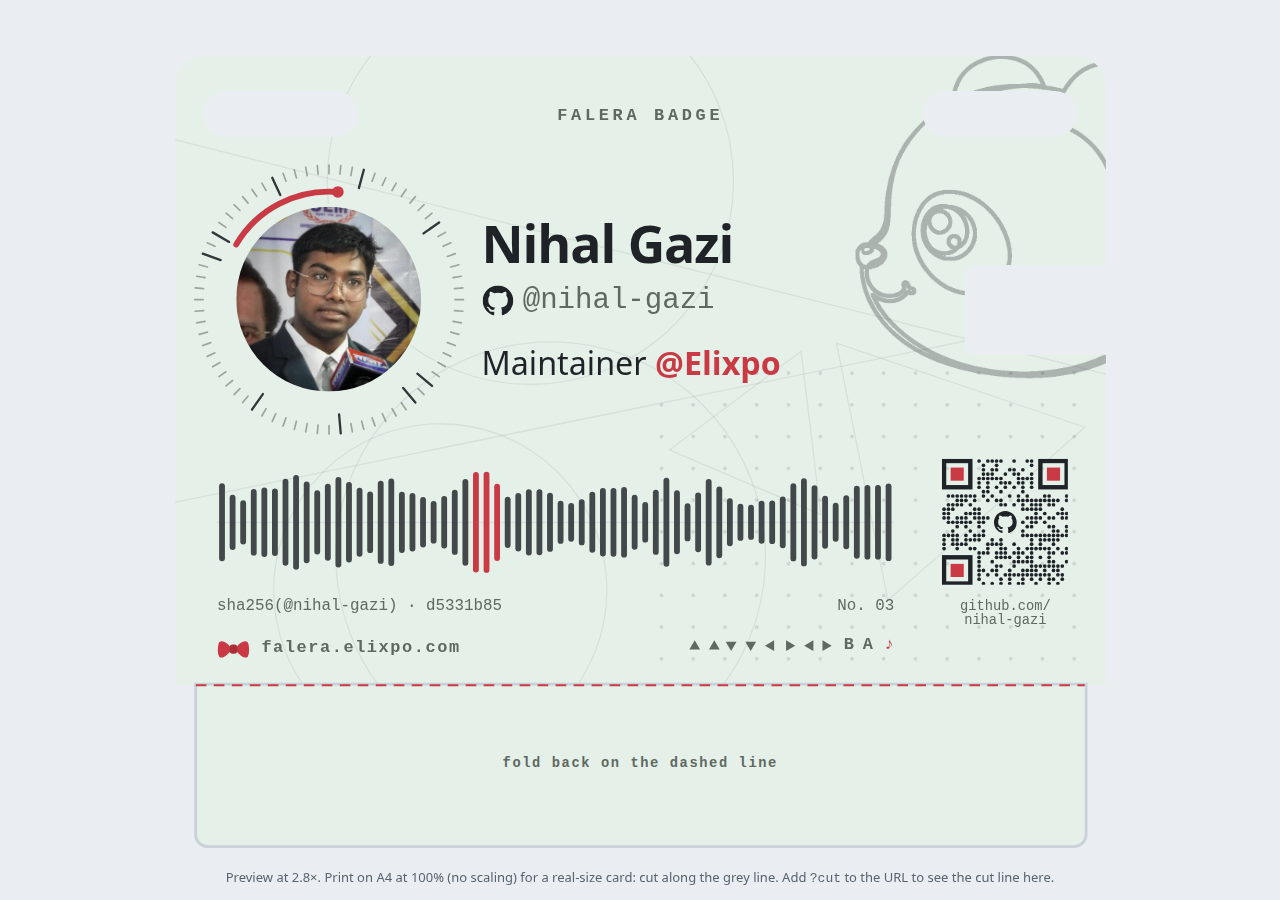 FALERA BADGE
Nihal Gazi
@nihal-gazi
Maintainer @Elixpo
sha256(@nihal-gazi) · d5331b85
No. 03
github.com/
nihal-gazi
falera.elixpo.com
▲ ▲ ▼ ▼ ◀ ▶ ◀ ▶ B A ♪
fold back on the dashed line
Preview at 2.8×. Print on A4 at 100% (no scaling) for a real-size card: cut along the grey line. Add ?cut to the URL to see the cut line here.